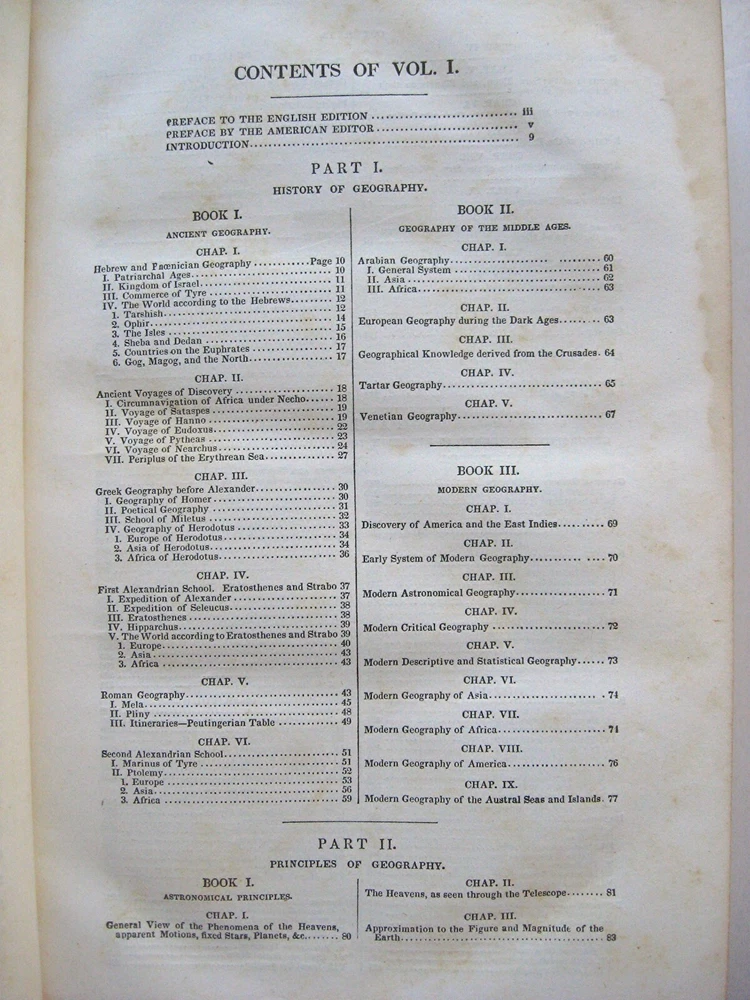 CONTENTS OF VOL. I.
PREFACE TO THE ENGLISH EDITION ............ iii
PREFACE BY THE AMERICAN EDITOR ............ v
INTRODUCTION ............ 9
PART I.
HISTORY OF GEOGRAPHY.
BOOK I.
ANCIENT GEOGRAPHY.
CHAP. I.
Hebrew and Phœnician Geography ............ Page 10
I. Patriarchal Ages ............ 10
II. Kingdom of Israel ............ 11
III. Commerce of Tyre ............ 11
IV. The World according to the Hebrews ............ 12
1. Tarshish ............ 12
2. Ophir ............ 14
3. The Isles ............ 15
4. Sheba and Dedan ............ 16
5. Countries on the Euphrates ............ 17
6. Gog, Magog, and the North ............ 17
CHAP. II.
Ancient Voyages of Discovery ............ 18
I. Circumnavigation of Africa under Necho ............ 18
II. Voyage of Sataspes ............ 19
III. Voyage of Hanno ............ 19
IV. Voyage of Eudoxus ............ 22
V. Voyage of Pytheas ............ 23
VI. Voyage of Nearchus ............ 24
VII. Periplus of the Erythrean Sea ............ 27
CHAP. III.
Greek Geography before Alexander ............ 30
I. Geography of Homer ............ 30
II. Poetical Geography ............ 31
III. School of Miletus ............ 32
IV. Geography of Herodotus ............ 33
1. Europe of Herodotus ............ 34
2. Asia of Herodotus ............ 34
3. Africa of Herodotus ............ 36
CHAP. IV.
First Alexandrian School. Eratosthenes and Strabo 37
I. Expedition of Alexander ............ 37
II. Expedition of Seleucus ............ 38
III. Eratosthenes ............ 38
IV. Hipparchus ............ 39
V. The World according to Eratosthenes and Strabo 39
1. Europe ............ 40
2. Asia ............ 43
3. Africa ............ 43
CHAP. V.
Roman Geography ............ 43
I. Mela ............ 45
II. Pliny ............ 48
III. Itineraries—Peutingerian Table ............ 49
CHAP. VI.
Second Alexandrian School ............ 51
I. Marinus of Tyre ............ 51
II. Ptolemy ............ 52
1. Europe ............ 53
2. Asia ............ 56
3. Africa ............ 59
BOOK II.
GEOGRAPHY OF THE MIDDLE AGES.
CHAP. I.
Arabian Geography ............ 60
I. General System ............ 61
II. Asia ............ 62
III. Africa ............ 63
CHAP. II.
European Geography during the Dark Ages ............ 63
CHAP. III.
Geographical Knowledge derived from the Crusades. 64
CHAP. IV.
Tartar Geography ............ 65
CHAP. V.
Venetian Geography ............ 67
BOOK III.
MODERN GEOGRAPHY.
CHAP. I.
Discovery of America and the East Indies ............ 69
CHAP. II.
Early System of Modern Geography ............ 70
CHAP. III.
Modern Astronomical Geography ............ 71
CHAP. IV.
Modern Critical Geography ............ 72
CHAP. V.
Modern Descriptive and Statistical Geography ...... 73
CHAP. VI.
Modern Geography of Asia ............ 74
CHAP. VII.
Modern Geography of Africa ............ 74
CHAP. VIII.
Modern Geography of America ............ 76
CHAP. IX.
Modern Geography of the Austral Seas and Islands. 77
PART II.
PRINCIPLES OF GEOGRAPHY.
BOOK I.
ASTRONOMICAL PRINCIPLES.
CHAP. I.
General View of the Phenomena of the Heavens,
apparent Motions, fixed Stars, Planets, &c. ....... 80
CHAP. II.
The Heavens, as seen through the Telescope ........ 81
CHAP. III.
Approximation to the Figure and Magnitude of the
Earth ............ 83